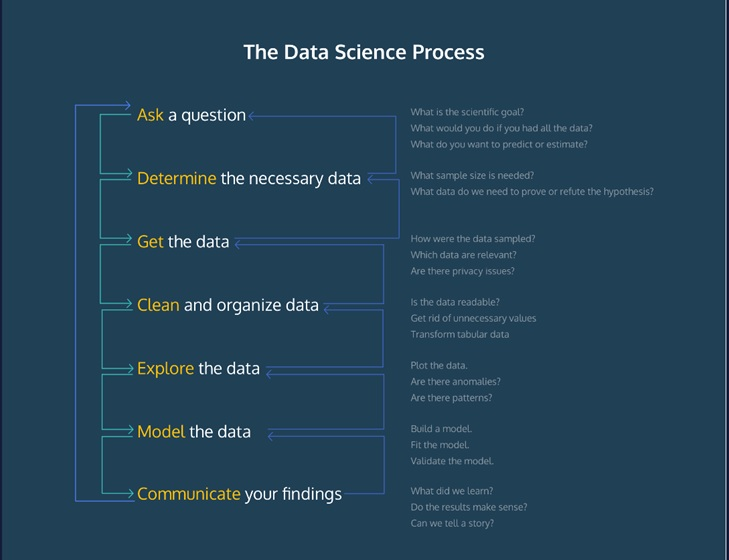 The Data Science Process
Ask a question
What is the scientific goal?
What would you do if you had all the data?
What do you want to predict or estimate?
Determine the necessary data
What sample size is needed?
What data do we need to prove or refute the hypothesis?
Get the data
How were the data sampled?
Which data are relevant?
Are there privacy issues?
Clean and organize data
Is the data readable?
Get rid of unnecessary values
Transform tabular data
Explore the data
Plot the data.
Are there anomalies?
Are there patterns?
Model the data
Build a model.
Fit the model.
Validate the model.
Communicate your findings
What did we learn?
Do the results make sense?
Can we tell a story?